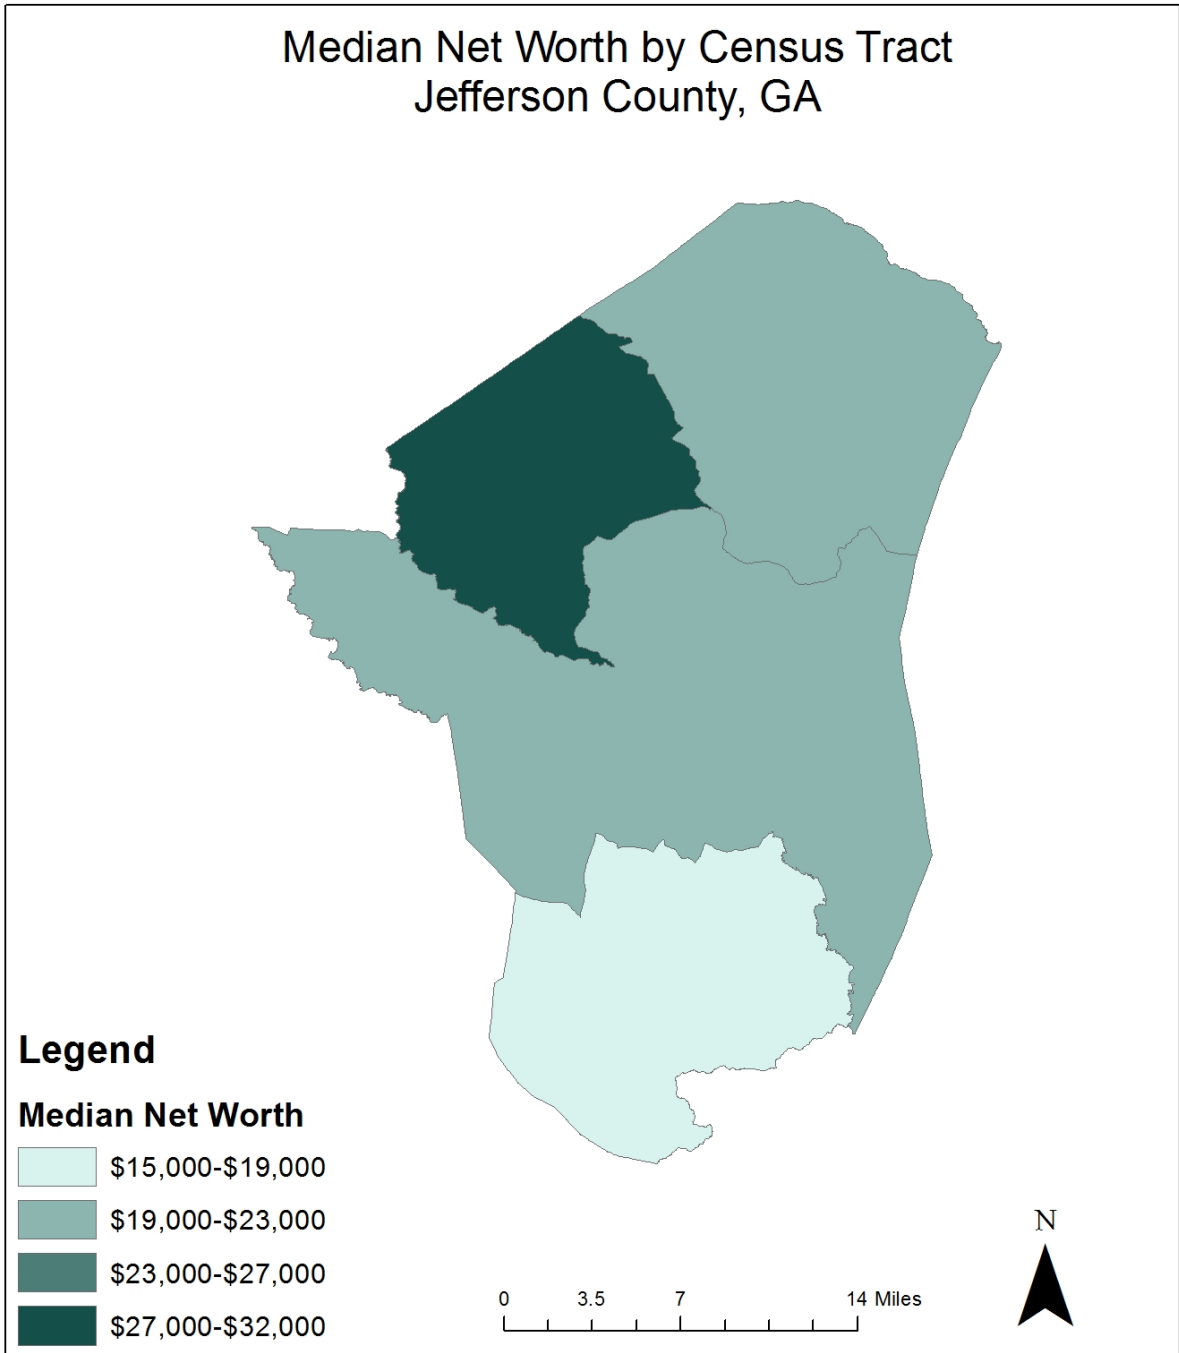 Median Net Worth by Census Tract
Jefferson County, GA
Legend
Median Net Worth
$15,000-$19,000
$19,000-$23,000
$23,000-$27,000
$27,000-$32,000
0 3.5 7 14 Miles
N